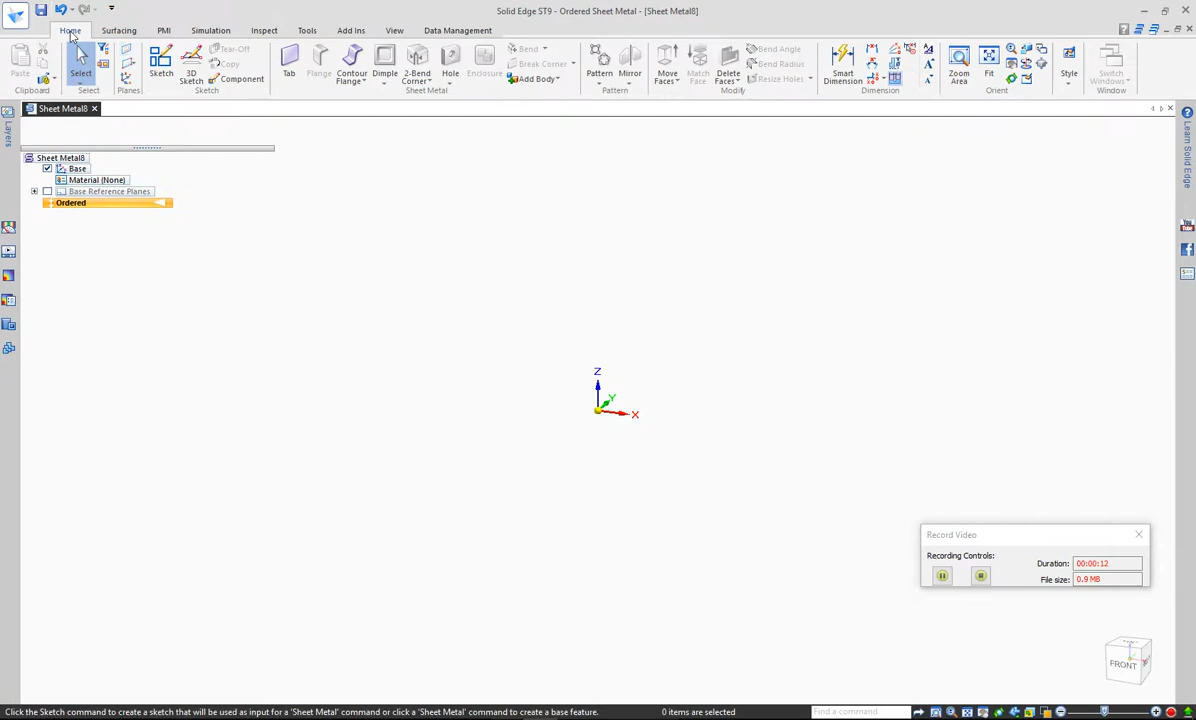 Solid Edge ST9 - Ordered Sheet Metal - [Sheet Metal8]
Home Surfacing PMI Simulation Inspect Tools Add Ins View Data Management
Paste Select Sketch 3D Sketch Tear-Off Copy Component Tab Flange Contour Flange Dimple 2-Bend Corner Hole Enclosure Bend Break Corner Add Body Pattern Mirror Move Faces Match Face Delete Faces Bend Angle Bend Radius Resize Holes Smart Dimension Zoom Area Fit Style Switch Windows
Clipboard Select Planes Sketch Sheet Metal Pattern Modify Dimension Orient Window
Sheet Metal8
Layers
Learn Solid Edge
Sheet Metal8
Base
Material (None)
Base Reference Planes
Ordered
Z
Y
X
Record Video
Recording Controls:
Duration: 00:00:12
File size: 0.9 MB
FRONT
You Tube
Click the Sketch command to create a sketch that will be used as input for a 'Sheet Metal' command or click a 'Sheet Metal' command to create a base feature. 0 items are selected Find a command